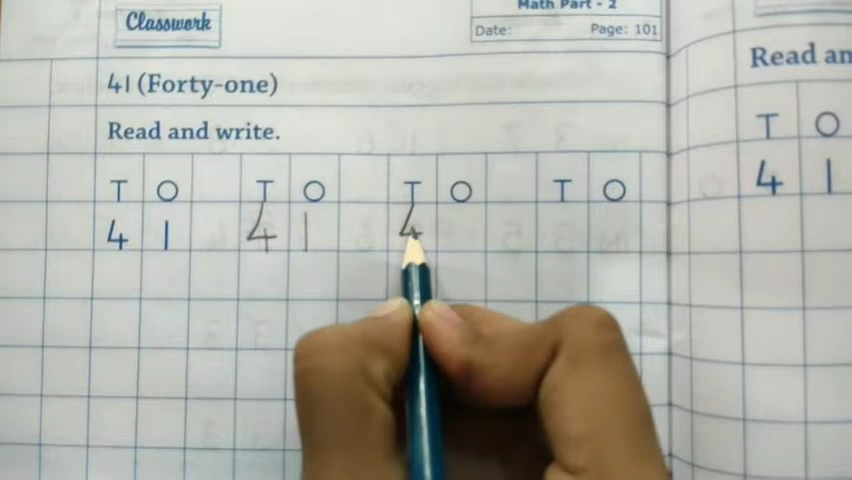 Classwork
Math Part - 2
Date: Page: 101
41 (Forty-one)
Read and write.
T O T O T O T O
4 1 4 1 4
Read an
T O
4 1